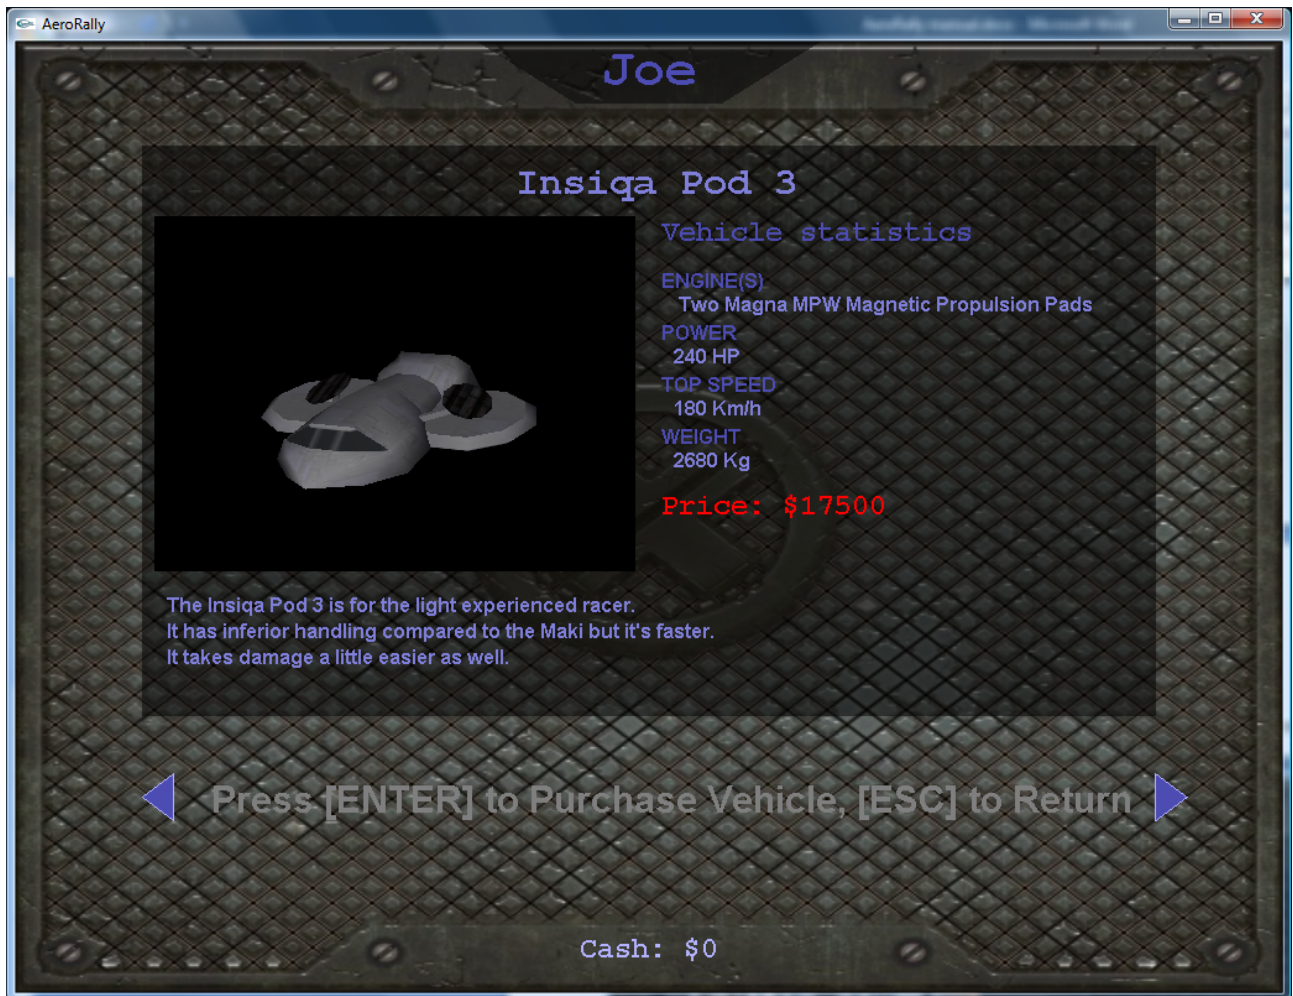 AeroRally
Joe
Insiqa Pod 3
Vehicle statistics
ENGINE(S)
Two Magna MPW Magnetic Propulsion Pads
POWER
240 HP
TOP SPEED
180 Km/h
WEIGHT
2680 Kg
Price: $17500
The Insiqa Pod 3 is for the light experienced racer.
It has inferior handling compared to the Maki but it's faster.
It takes damage a little easier as well.
Press [ENTER] to Purchase Vehicle, [ESC] to Return
Cash: $0